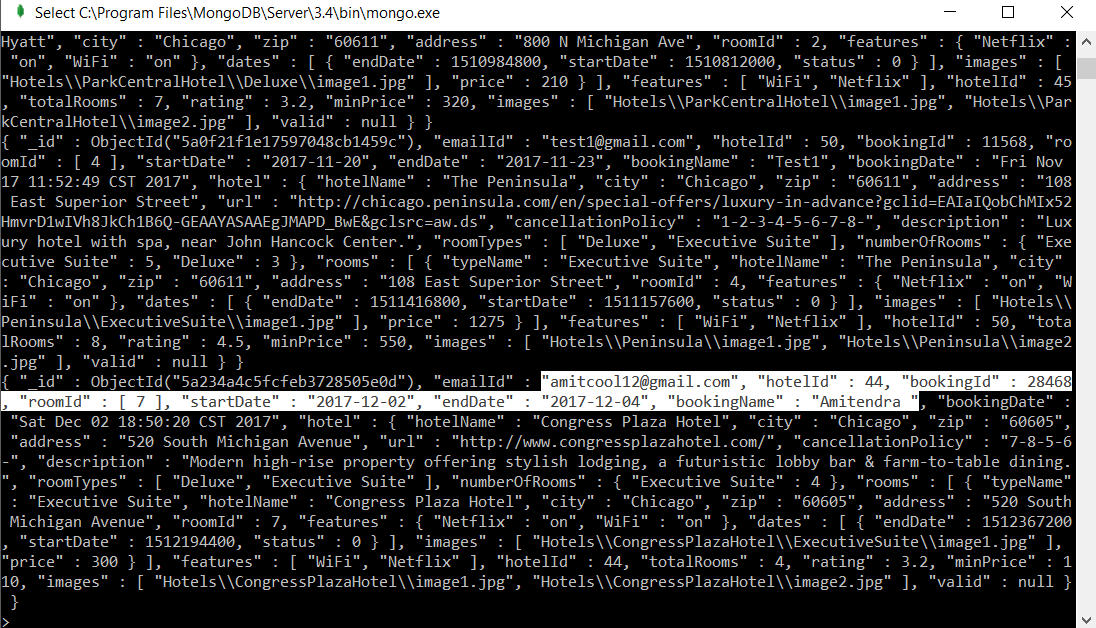 Select C:\Program Files\MongoDB\Server\3.4\bin\mongo.exe
Hyatt", "city" : "Chicago", "zip" : "60611", "address" : "800 N Michigan Ave", "roomId" : 2, "features" : { "Netflix" :
 "on", "WiFi" : "on" }, "dates" : [ { "endDate" : 1510984800, "startDate" : 1510812000, "status" : 0 } ], "images" : [
"Hotels\\ParkCentralHotel\\Deluxe\\image1.jpg" ], "price" : 210 } ], "features" : [ "WiFi", "Netflix" ], "hotelId" : 45
, "totalRooms" : 7, "rating" : 3.2, "minPrice" : 320, "images" : [ "Hotels\\ParkCentralHotel\\image1.jpg", "Hotels\\Par
kCentralHotel\\image2.jpg" ], "valid" : null } }
{ "_id" : ObjectId("5a0f21f1e17597048cb1459c"), "emailId" : "test1@gmail.com", "hotelId" : 50, "bookingId" : 11568, "ro
omId" : [ 4 ], "startDate" : "2017-11-20", "endDate" : "2017-11-23", "bookingName" : "Test1", "bookingDate" : "Fri Nov
17 11:52:49 CST 2017", "hotel" : { "hotelName" : "The Peninsula", "city" : "Chicago", "zip" : "60611", "address" : "108
 East Superior Street", "url" : "http://chicago.peninsula.com/en/special-offers/luxury-in-advance?gclid=EAIaIQobChMIx52
HmvrD1wIVh8JkCh1B6Q-GEAAYASAAEgJMAPD_BwE&gclsrc=aw.ds", "cancellationPolicy" : "1-2-3-4-5-6-7-8-", "description" : "Lux
ury hotel with spa, near John Hancock Center.", "roomTypes" : [ "Deluxe", "Executive Suite" ], "numberOfRooms" : { "Exe
cutive Suite" : 5, "Deluxe" : 3 }, "rooms" : [ { "typeName" : "Executive Suite", "hotelName" : "The Peninsula", "city"
: "Chicago", "zip" : "60611", "address" : "108 East Superior Street", "roomId" : 4, "features" : { "Netflix" : "on", "W
iFi" : "on" }, "dates" : [ { "endDate" : 1511416800, "startDate" : 1511157600, "status" : 0 } ], "images" : [ "Hotels\\
Peninsula\\ExecutiveSuite\\image1.jpg" ], "price" : 1275 } ], "features" : [ "WiFi", "Netflix" ], "hotelId" : 50, "tota
lRooms" : 8, "rating" : 4.5, "minPrice" : 550, "images" : [ "Hotels\\Peninsula\\image1.jpg", "Hotels\\Peninsula\\image2
.jpg" ], "valid" : null } }
{ "_id" : ObjectId("5a234a4c5fcfeb3728505e0d"), "emailId" : "amitcool12@gmail.com", "hotelId" : 44, "bookingId" : 28468
, "roomId" : [ 7 ], "startDate" : "2017-12-02", "endDate" : "2017-12-04", "bookingName" : "Amitendra ", "bookingDate" :
 "Sat Dec 02 18:50:20 CST 2017", "hotel" : { "hotelName" : "Congress Plaza Hotel", "city" : "Chicago", "zip" : "60605",
 "address" : "520 South Michigan Avenue", "url" : "http://www.congressplazahotel.com/", "cancellationPolicy" : "7-8-5-6
-", "description" : "Modern high-rise property offering stylish lodging, a futuristic lobby bar & farm-to-table dining.
", "roomTypes" : [ "Deluxe", "Executive Suite" ], "numberOfRooms" : { "Executive Suite" : 4 }, "rooms" : [ { "typeName"
 : "Executive Suite", "hotelName" : "Congress Plaza Hotel", "city" : "Chicago", "zip" : "60605", "address" : "520 South
 Michigan Avenue", "roomId" : 7, "features" : { "Netflix" : "on", "WiFi" : "on" }, "dates" : [ { "endDate" : 1512367200
, "startDate" : 1512194400, "status" : 0 } ], "images" : [ "Hotels\\CongressPlazaHotel\\ExecutiveSuite\\image1.jpg" ],
"price" : 300 } ], "features" : [ "WiFi", "Netflix" ], "hotelId" : 44, "totalRooms" : 4, "rating" : 3.2, "minPrice" : 1
10, "images" : [ "Hotels\\CongressPlazaHotel\\image1.jpg", "Hotels\\CongressPlazaHotel\\image2.jpg" ], "valid" : null }
 }
>